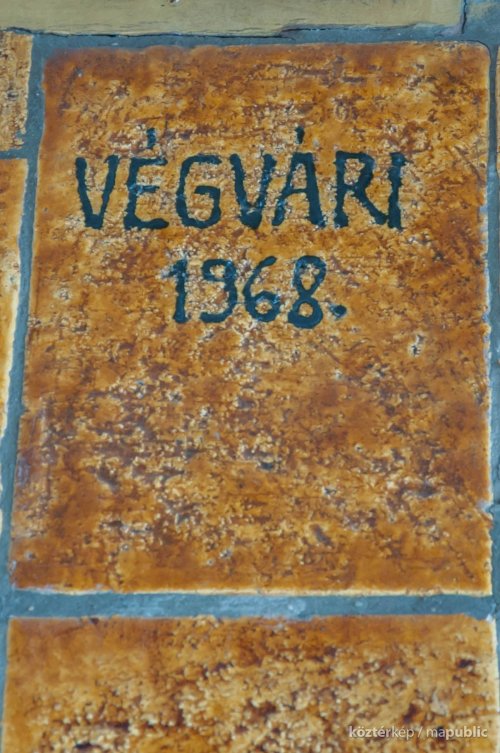 VÉGVÁRI
1968.
köztérkép / mapublic